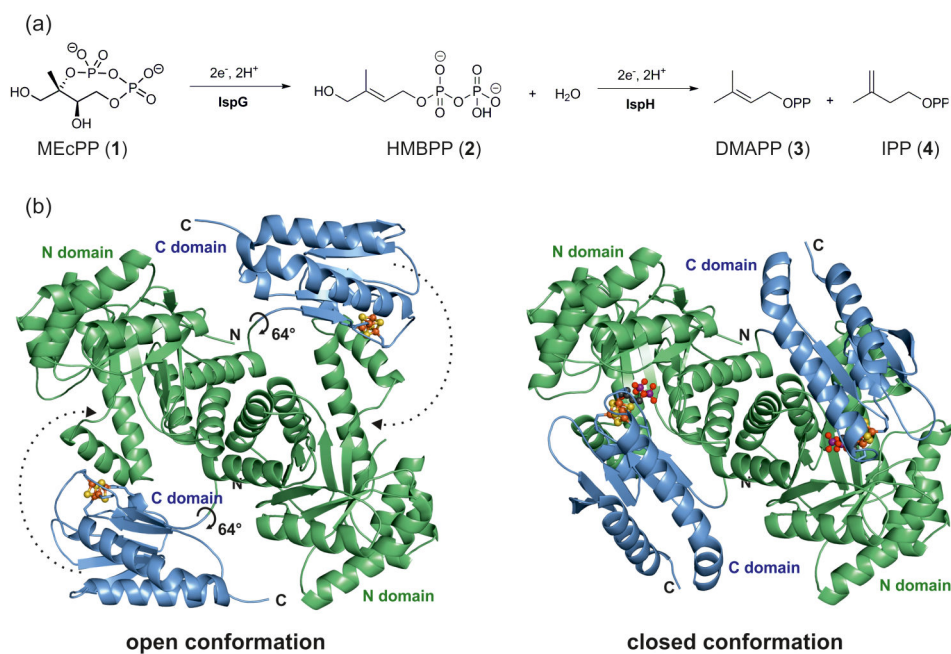 (a)
O⊖
O
O
P
O
P
O⊖
O
O
HO
OH
MEcPP (1)
2e⁻, 2H⁺
IspG
HO
O
O⊖
P
O
O
O
P
O⊖
OH
HMBPP (2)
+ H₂O
2e⁻, 2H⁺
IspH
OPP
DMAPP (3)
+
OPP
IPP (4)
(b)
C
C domain
N domain
N
64°
N
C domain
64°
N domain
C
open conformation
C
C domain
N domain
N
N
C domain
N domain
C
closed conformation